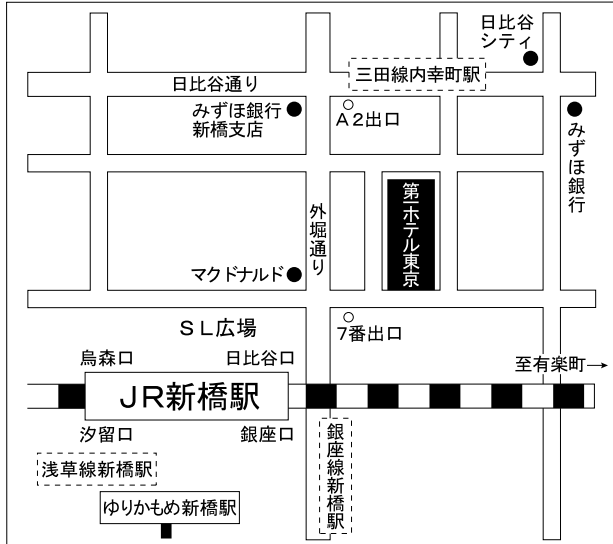 日比谷
シティ
三田線内幸町駅
日比谷通り
みずほ銀行
新橋支店
A2出口
みずほ銀行
外堀通り
第一ホテル東京
マクドナルド
SL広場
7番出口
烏森口
日比谷口
至有楽町→
JR新橋駅
汐留口
銀座口
銀座線新橋駅
浅草線新橋駅
ゆりかもめ新橋駅